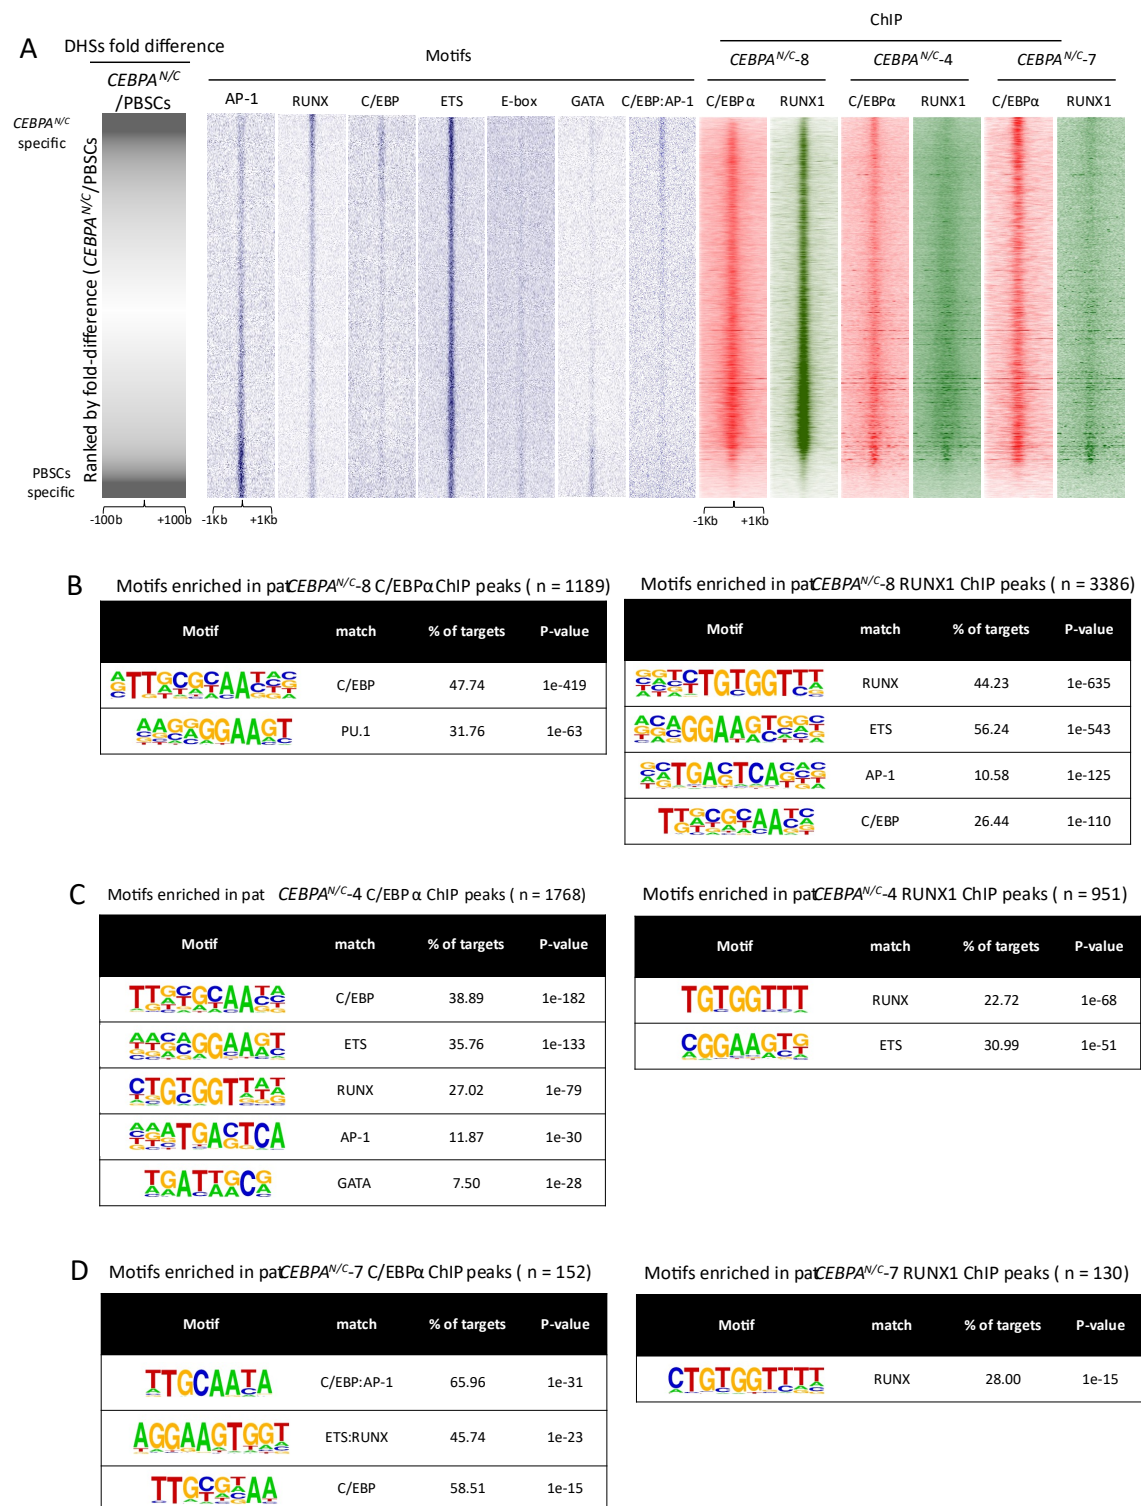 A
DHSs fold difference
CEBPA^N/C
/PBSCs
Motifs
ChIP
CEBPA^N/C-8
CEBPA^N/C-4
CEBPA^N/C-7
AP-1
RUNX
C/EBP
ETS
E-box
GATA
C/EBP:AP-1
C/EBPα
RUNX1
C/EBPα
RUNX1
C/EBPα
RUNX1
CEBPA^N/C
specific
Ranked by fold-difference (CEBPA^N/C/PBSCs
PBSCs
specific
-100b
+100b
-1Kb
+1Kb
-1Kb
+1Kb
B
Motifs enriched in pat CEBPA^N/C-8 C/EBPα ChIP peaks ( n = 1189)
Motif match % of targets P-value
C/EBP 47.74 1e-419
PU.1 31.76 1e-63
Motifs enriched in pat CEBPA^N/C-8 RUNX1 ChIP peaks ( n = 3386)
Motif match % of targets P-value
TGTGGTT RUNX 44.23 1e-635
GGAA ETS 56.24 1e-543
TGA TCA AP-1 10.58 1e-125
C/EBP 26.44 1e-110
C
Motifs enriched in pat CEBPA^N/C-4 C/EBPα ChIP peaks ( n = 1768)
Motif match % of targets P-value
C/EBP 38.89 1e-182
ETS 35.76 1e-133
RUNX 27.02 1e-79
AP-1 11.87 1e-30
GATA 7.50 1e-28
Motifs enriched in pat CEBPA^N/C-4 RUNX1 ChIP peaks ( n = 951)
Motif match % of targets P-value
TGTGGTTT RUNX 22.72 1e-68
CGGAAGTG ETS 30.99 1e-51
D
Motifs enriched in pat CEBPA^N/C-7 C/EBPα ChIP peaks ( n = 152)
Motif match % of targets P-value
TTGCAATA C/EBP:AP-1 65.96 1e-31
AGGAAGTGGT ETS:RUNX 45.74 1e-23
TTGCGTAA C/EBP 58.51 1e-15
Motifs enriched in pat CEBPA^N/C-7 RUNX1 ChIP peaks ( n = 130)
Motif match % of targets P-value
CTGTGGTTTT RUNX 28.00 1e-15